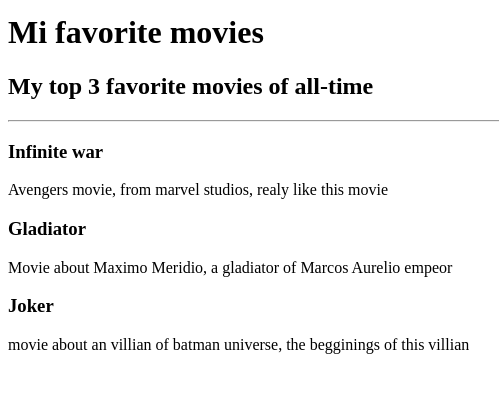 Mi favorite movies
My top 3 favorite movies of all-time
Infinite war
Avengers movie, from marvel studios, realy like this movie
Gladiator
Movie about Maximo Meridio, a gladiator of Marcos Aurelio empeor
Joker
movie about an villian of batman universe, the begginings of this villian